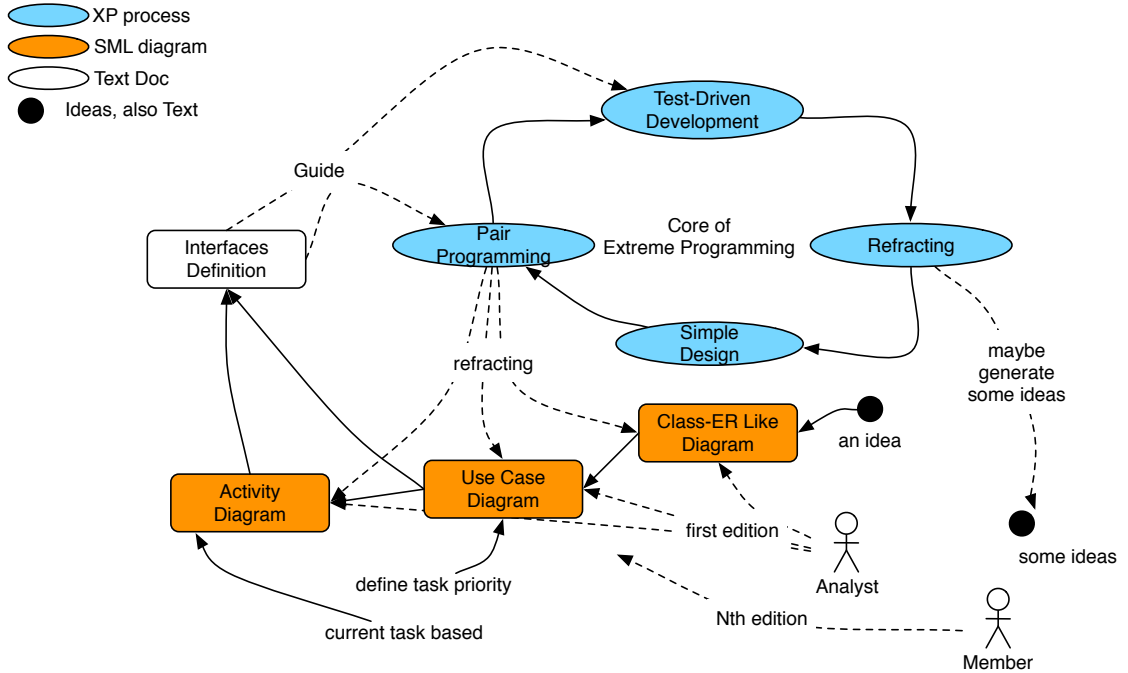 XP process
SML diagram
Text Doc
Ideas, also Text
Test-Driven
Development
Guide
Interfaces
Definition
Pair
Programming
Core of
Extreme Programming
Refracting
Simple
Design
refracting
maybe
generate
some ideas
Class-ER Like
Diagram
an idea
Use Case
Diagram
Activity
Diagram
first edition
some ideas
define task priority
Analyst
Nth edition
current task based
Member